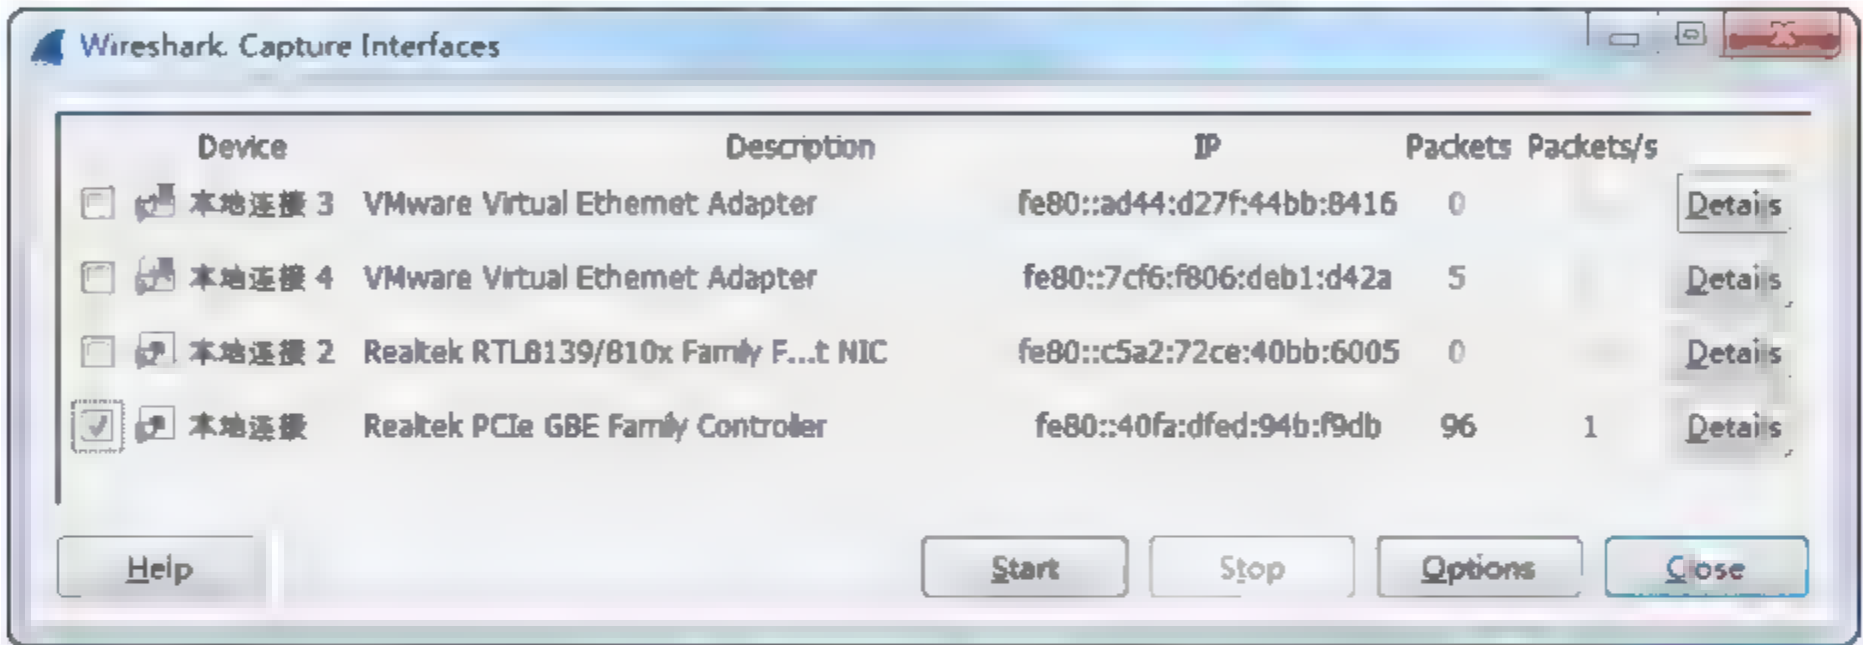 Wireshark: Capture Interfaces
Device Description IP Packets Packets/s
本地连接 3 VMware Virtual Ethernet Adapter fe80::ad44:d27f:44bb:8416 0 - Details
本地连接 4 VMware Virtual Ethernet Adapter fe80::7cf6:f806:deb1:d42a 5 Details
本地连接 2 Realtek RTL8139/810x Family F...t NIC fe80::c5a2:72ce:40bb:6005 0 - Details
本地连接 Realtek PCIe GBE Family Controller fe80::40fa:dfed:94b:f9db 96 1 Details
Help Start Stop Options Close